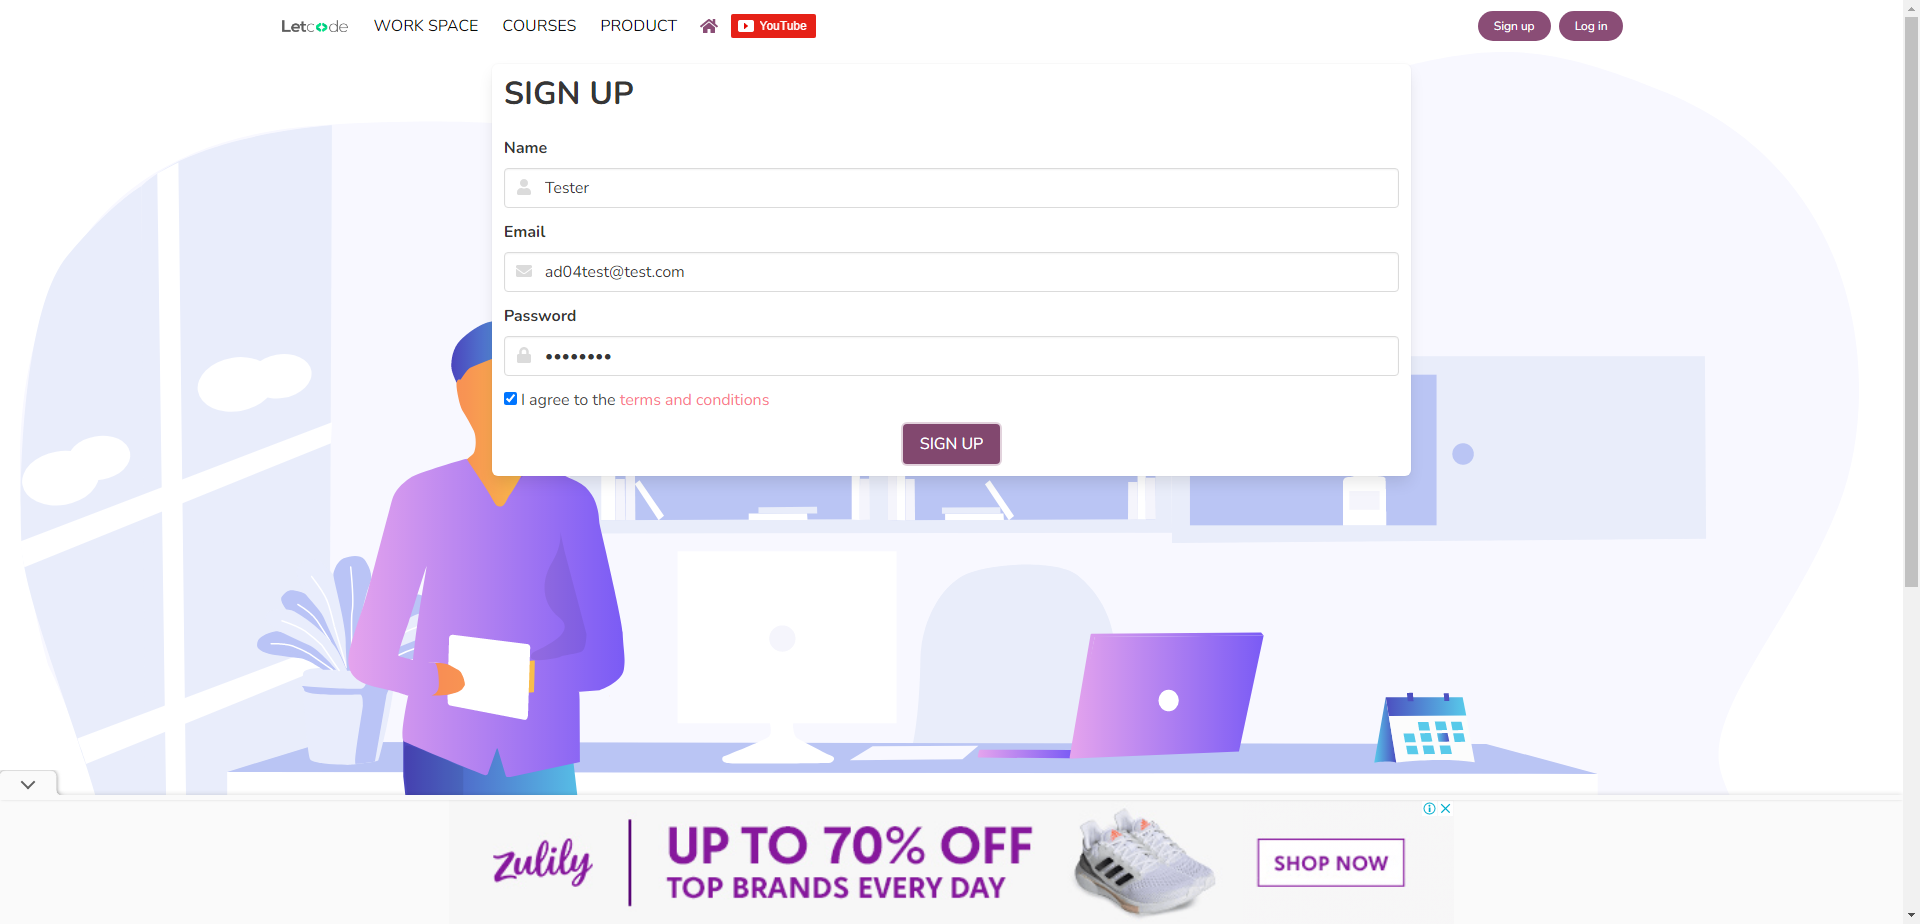 Letcode WORK SPACE COURSES PRODUCT YouTube Sign up Log in
SIGN UP
Name
Tester
Email
ad04test@test.com
Password
••••••••
I agree to the terms and conditions
SIGN UP
zulily
UP TO 70% OFF
TOP BRANDS EVERY DAY
SHOP NOW